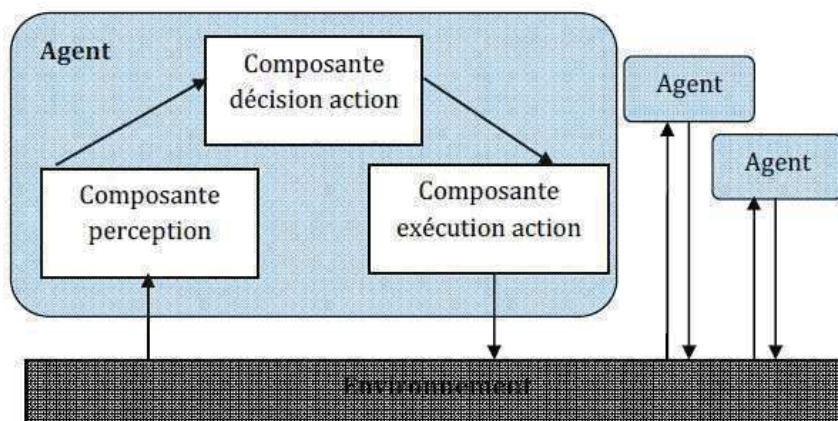 Agent
Composante
décision action
Composante
perception
Composante
exécution action
Agent
Agent
Environnement